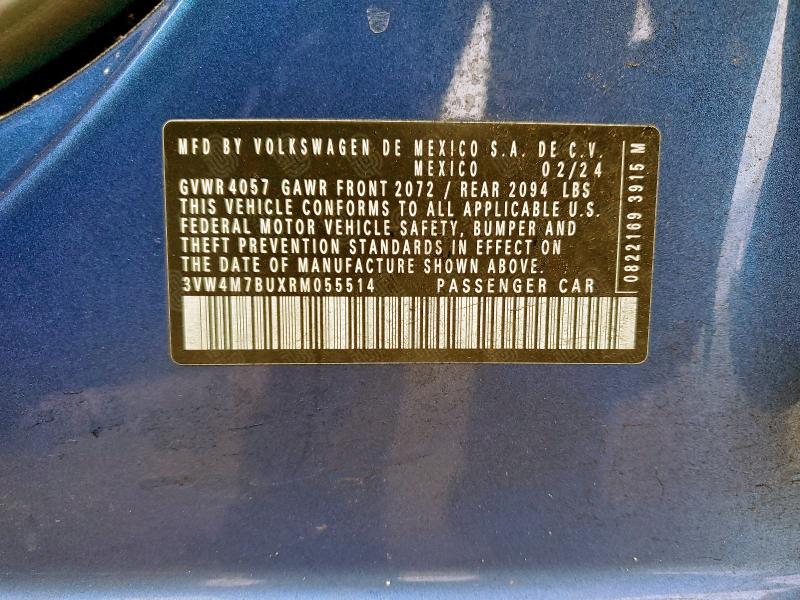 MFD BY VOLKSWAGEN DE MEXICO S.A. DE C.V.
MEXICO 02/24
GVWR 4057 GAWR FRONT 2072 / REAR 2094 LBS
THIS VEHICLE CONFORMS TO ALL APPLICABLE U.S.
FEDERAL MOTOR VEHICLE SAFETY, BUMPER AND
THEFT PREVENTION STANDARDS IN EFFECT ON
THE DATE OF MANUFACTURE SHOWN ABOVE.
3VW4M7BUXRM055514 PASSENGER CAR
0822169 3915 M